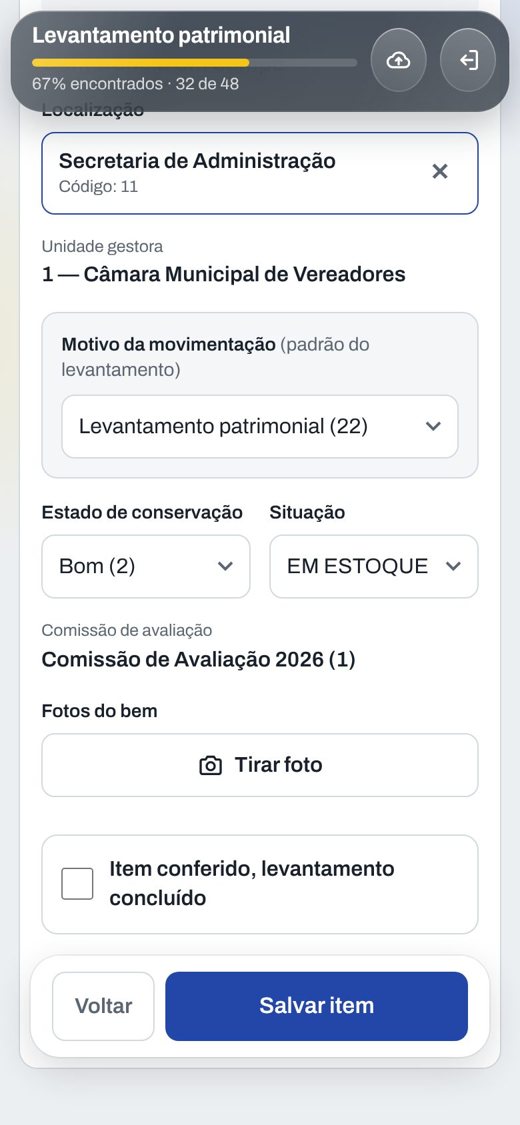 Levantamento patrimonial
67% encontrados · 32 de 48
Localização
Secretaria de Administração
Código: 11
Unidade gestora
1 — Câmara Municipal de Vereadores
Motivo da movimentação (padrão do
levantamento)
Levantamento patrimonial (22)
Estado de conservação
Situação
Bom (2)
EM ESTOQUE
Comissão de avaliação
Comissão de Avaliação 2026 (1)
Fotos do bem
Tirar foto
Item conferido, levantamento
concluído
Voltar
Salvar item